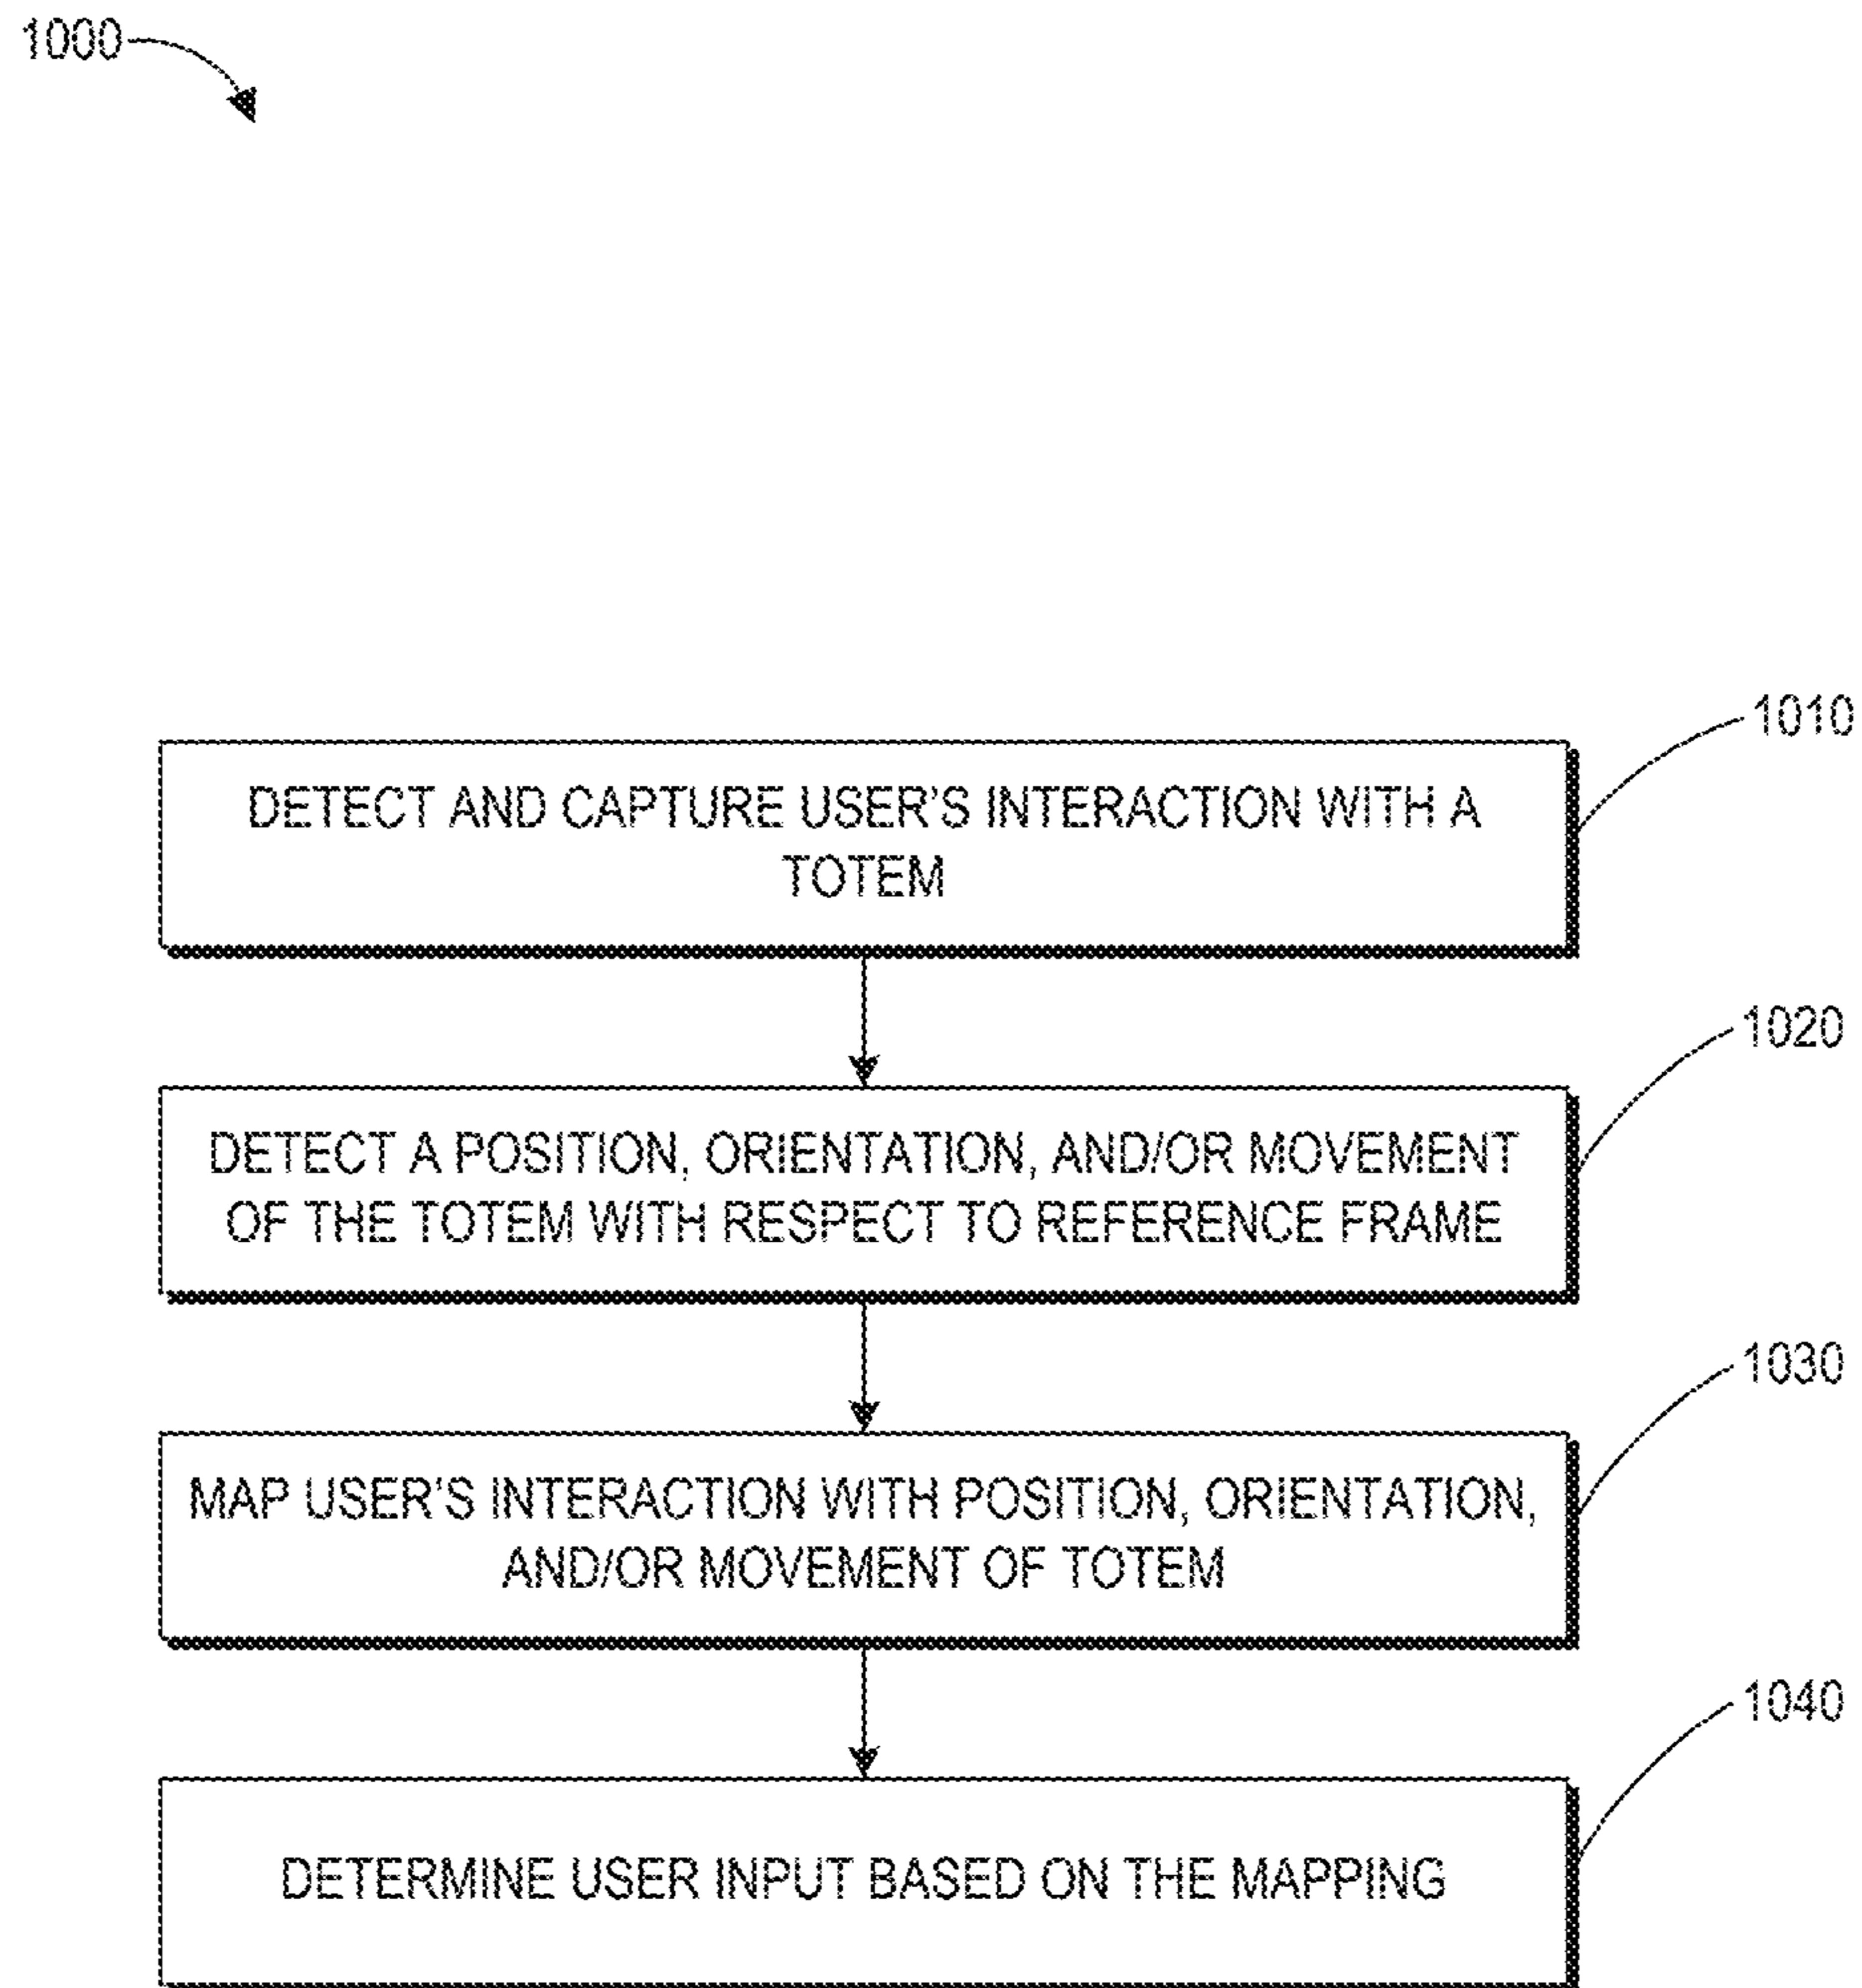 1000
1010
DETECT AND CAPTURE USER'S INTERACTION WITH A
TOTEM
1020
DETECT A POSITION, ORIENTATION, AND/OR MOVEMENT
OF THE TOTEM WITH RESPECT TO REFERENCE FRAME
1030
MAP USER'S INTERACTION WITH POSITION, ORIENTATION,
AND/OR MOVEMENT OF TOTEM
1040
DETERMINE USER INPUT BASED ON THE MAPPING